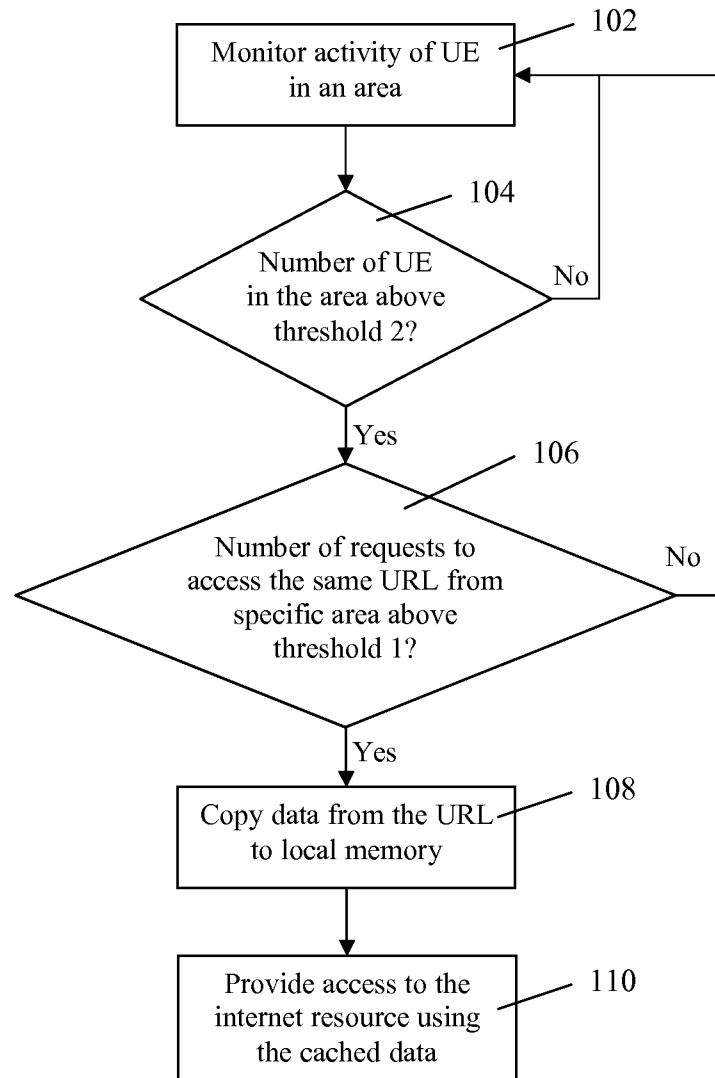 102
Monitor activity of UE
in an area
104
Number of UE
in the area above
threshold 2?
No
Yes
106
Number of requests to
access the same URL from
specific area above
threshold 1?
No
Yes
108
Copy data from the URL
to local memory
110
Provide access to the
internet resource using
the cached data